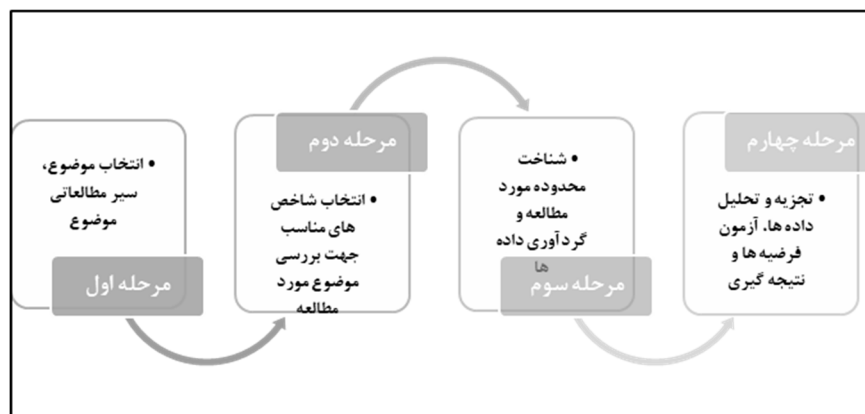 • انتخاب موضوع،
سیر مطالعاتی
موضوع
مرحله اول
مرحله دوم
• انتخاب شاخص
های مناسب
جهت بررسی
موضوع مورد
مطالعه
• شناخت
محدوده مورد
مطالعه و
گردآوری داده
ها
مرحله سوم
مرحله چهارم
• تجزیه و تحلیل
داده ها. آزمون
فرضیه ها و
نتیجه گیری